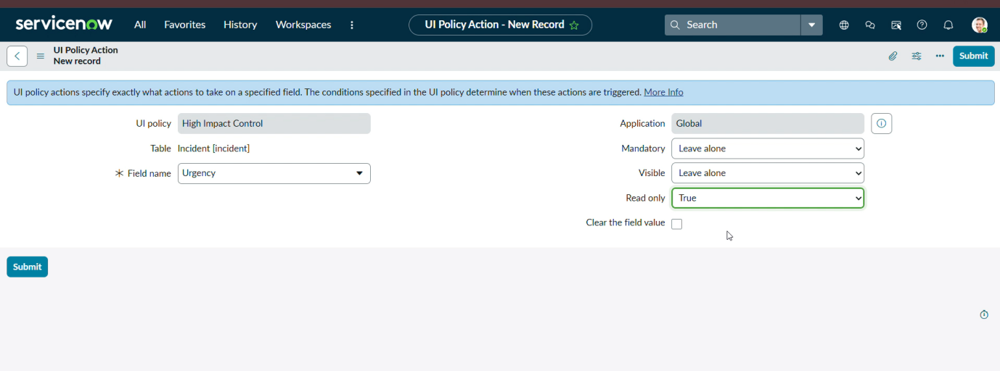 servicenow All Favorites History Workspaces UI Policy Action - New Record Search
UI Policy Action
New record
Submit
UI policy actions specify exactly what actions to take on a specified field. The conditions specified in the UI policy determine when these actions are triggered. More Info
UI policy High Impact Control
Application Global
Table Incident [incident]
Mandatory Leave alone
Field name Urgency
Visible Leave alone
Read only True
Clear the field value
Submit